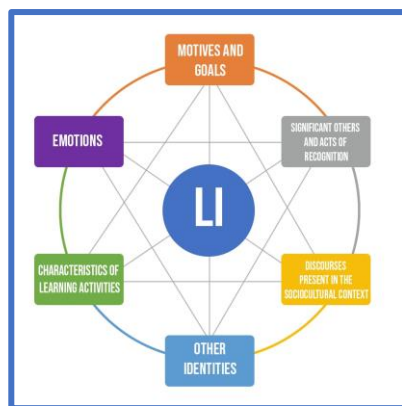 MOTIVES AND
GOALS
EMOTIONS
SIGNIFICANT OTHERS
AND ACTS OF
RECOGNITION
LI
CHARACTERISTICS OF
LEARNING ACTIVITIES
DISCOURSES
PRESENT IN THE
SOCIOCULTURAL CONTEXT
OTHER
IDENTITIES